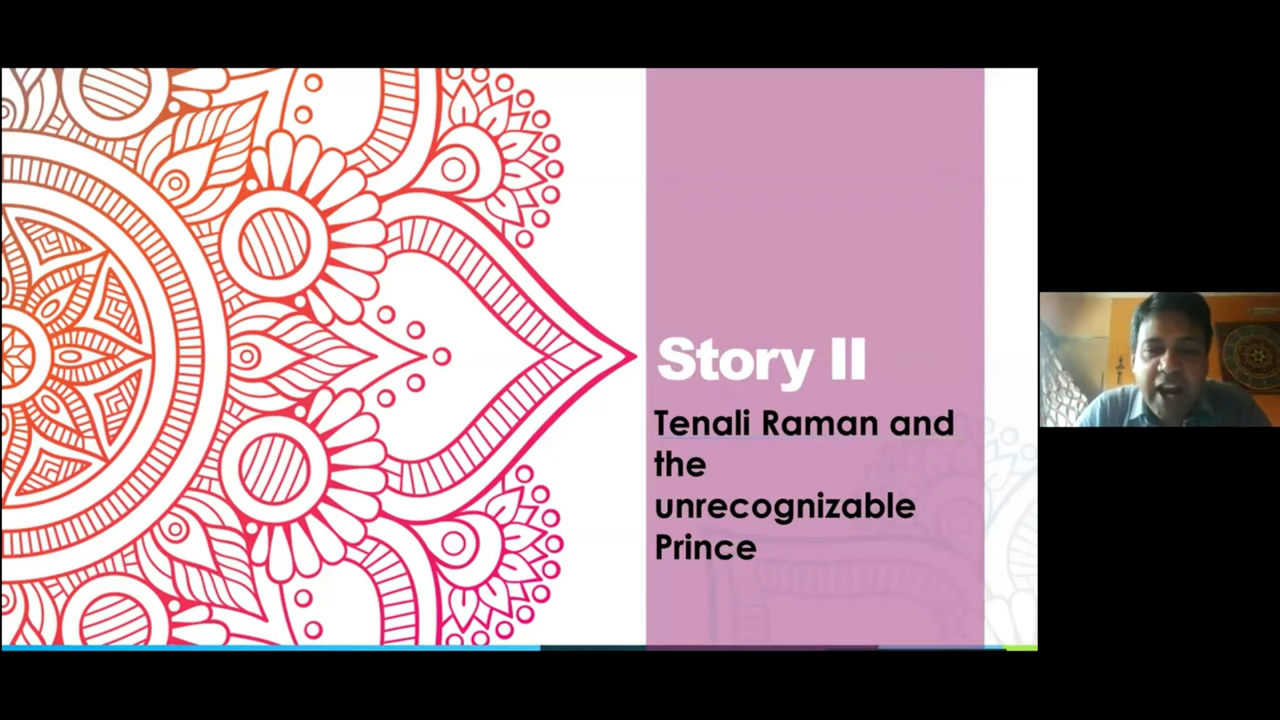 Story II
Tenali Raman and
the
unrecognizable
Prince